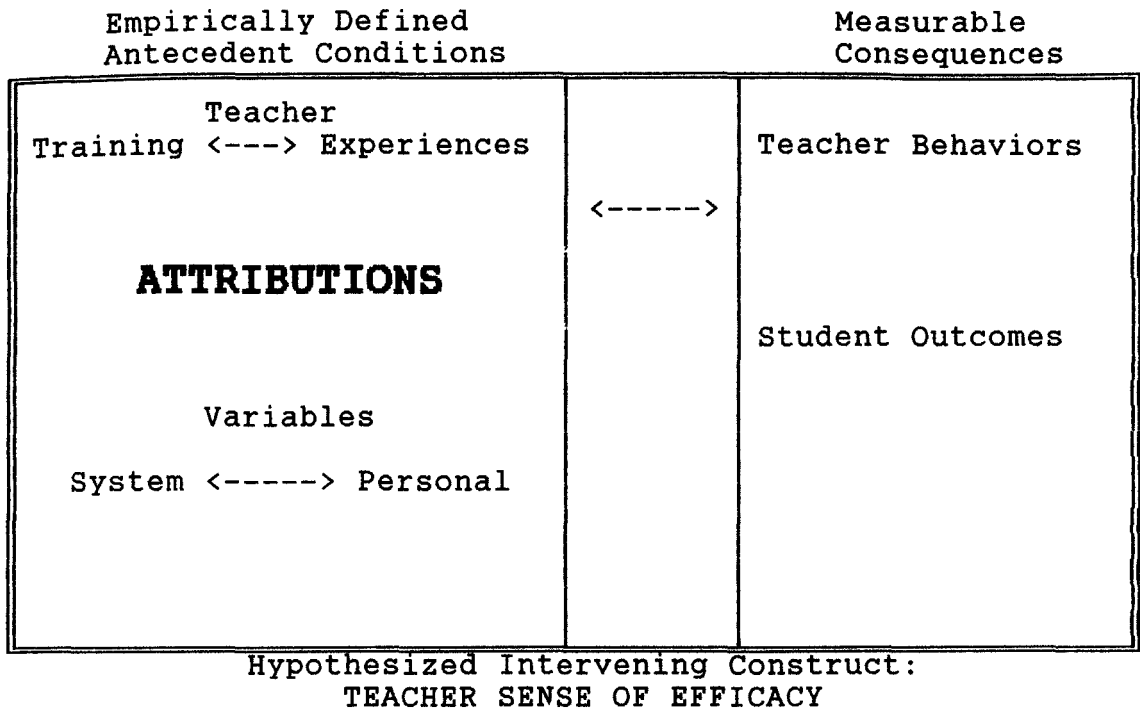 Empirically Defined
Antecedent Conditions
Measurable
Consequences
Teacher
Training <---> Experiences
ATTRIBUTIONS
Variables
System <-----> Personal
<----->
Teacher Behaviors
Student Outcomes
Hypothesized Intervening Construct:
TEACHER SENSE OF EFFICACY